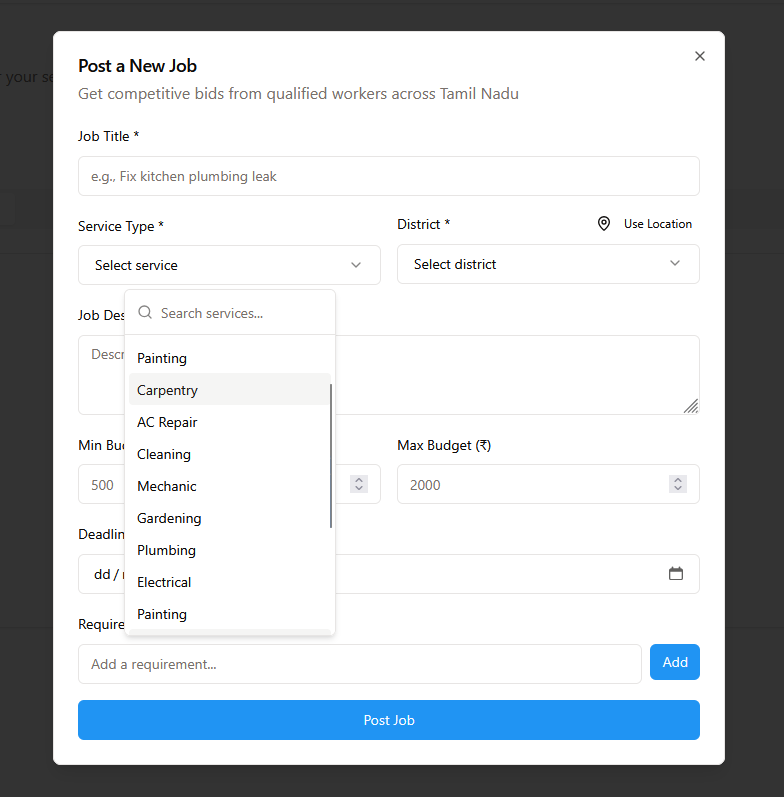 your se
Post a New Job
Get competitive bids from qualified workers across Tamil Nadu
Job Title *
e.g., Fix kitchen plumbing leak
Service Type *
District *
Use Location
Select service
Select district
Job Des
Search services...
Descr
Painting
Carpentry
AC Repair
Cleaning
Mechanic
Gardening
Plumbing
Electrical
Painting
Min Bu
Max Budget (₹)
500
2000
Deadlin
dd /
Require
Add a requirement...
Add
Post Job